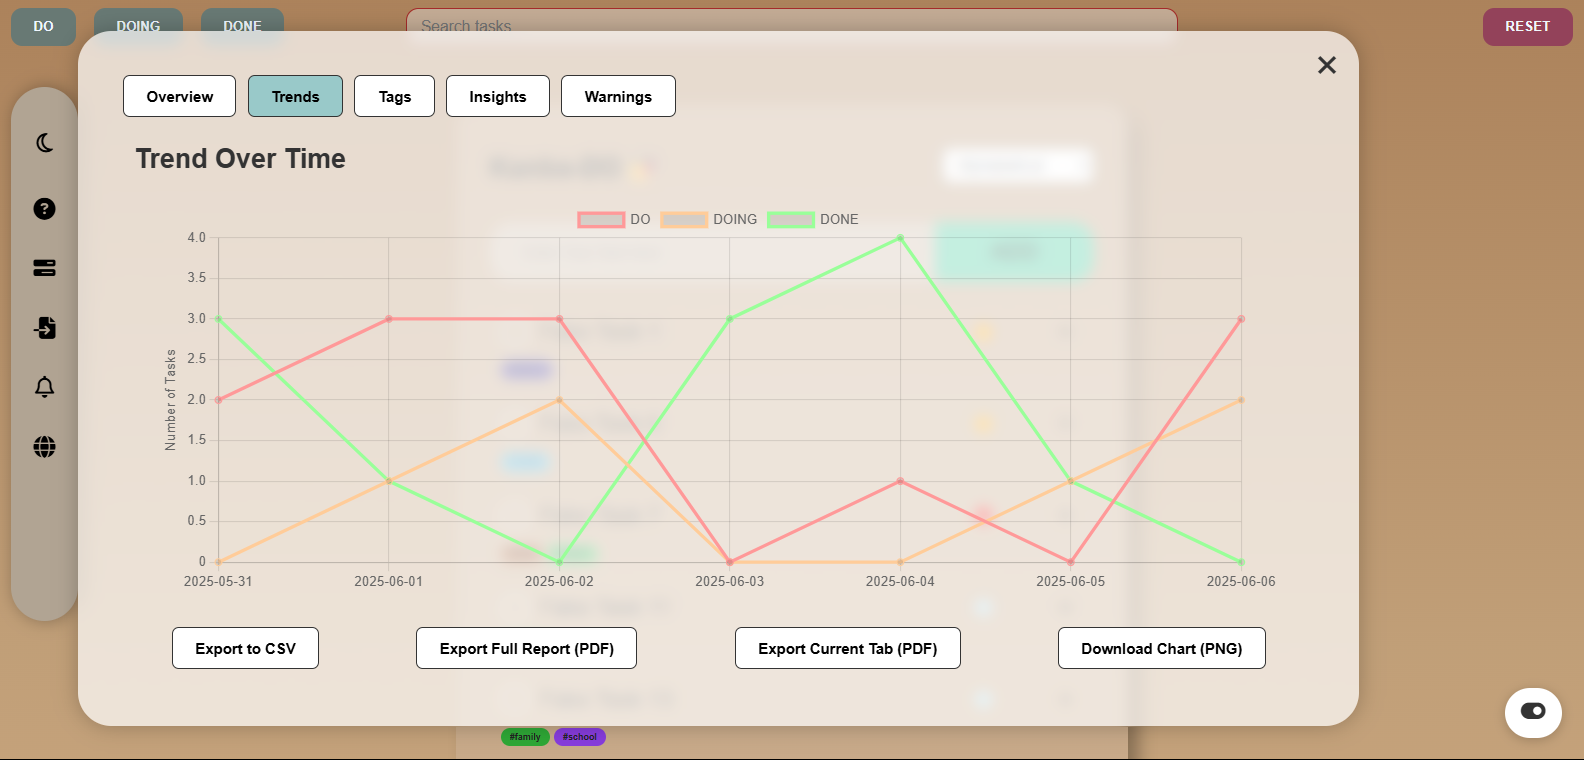 DO
DOING
DONE
Search tasks
RESET
Overview
Trends
Tags
Insights
Warnings
Trend Over Time
DO
DOING
DONE
4.0
3.5
3.0
2.5
2.0
1.5
1.0
0.5
0
Number of Tasks
2025-05-31
2025-06-01
2025-06-02
2025-06-03
2025-06-04
2025-06-05
2025-06-06
Export to CSV
Export Full Report (PDF)
Export Current Tab (PDF)
Download Chart (PNG)
#family
#school